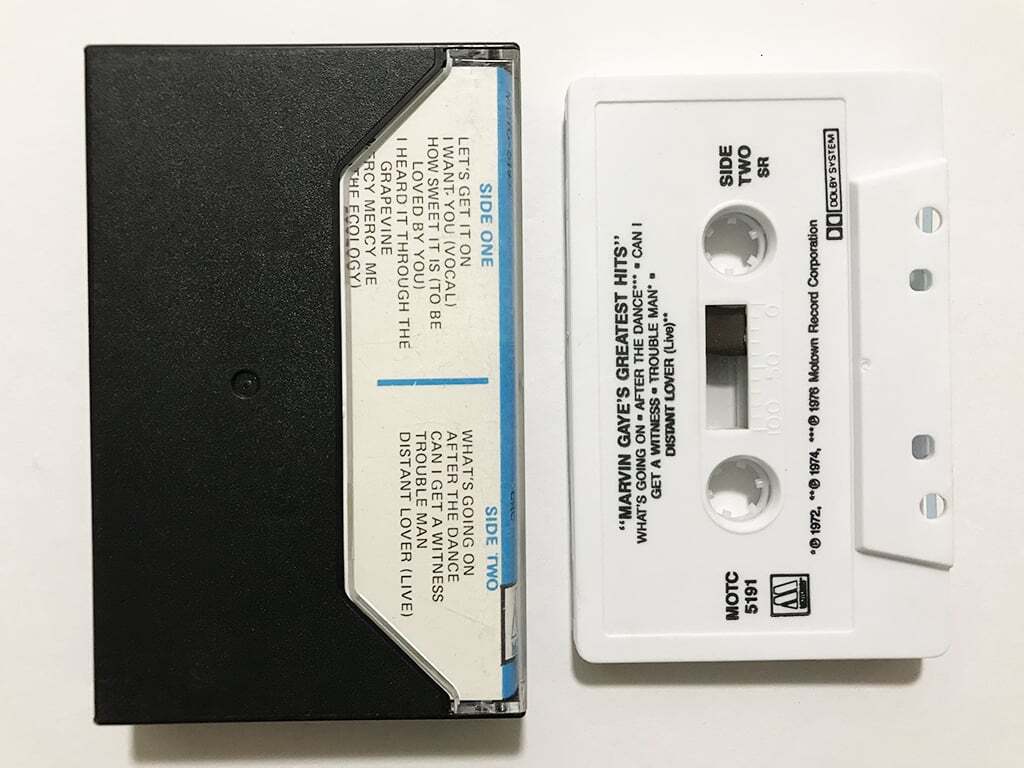 SIDE ONE
LET'S GET IT ON
I WANT YOU (VOCAL)
HOW SWEET IT IS (TO BE
LOVED BY YOU)
I HEARD IT THROUGH THE
GRAPEVINE
RCY MERCY ME
THE ECOLOGY)
SIDE TWO
WHAT'S GOING ON
AFTER THE DANCE
CAN I GET A WITNESS
TROUBLE MAN
DISTANT LOVER (LIVE)
SIDE
TWO
SR
"MARVIN GAYE'S GREATEST HITS"
WHAT'S GOING ON ▪ AFTER THE DANCE*** ▪ CAN I
GET A WITNESS ▪ TROUBLE MAN* ▪
DISTANT LOVER (Live)**
0
50
100
MOTC
5191
DOLBY SYSTEM
*℗ 1972, **℗ 1974, ***℗ 1976 Motown Record Corporation